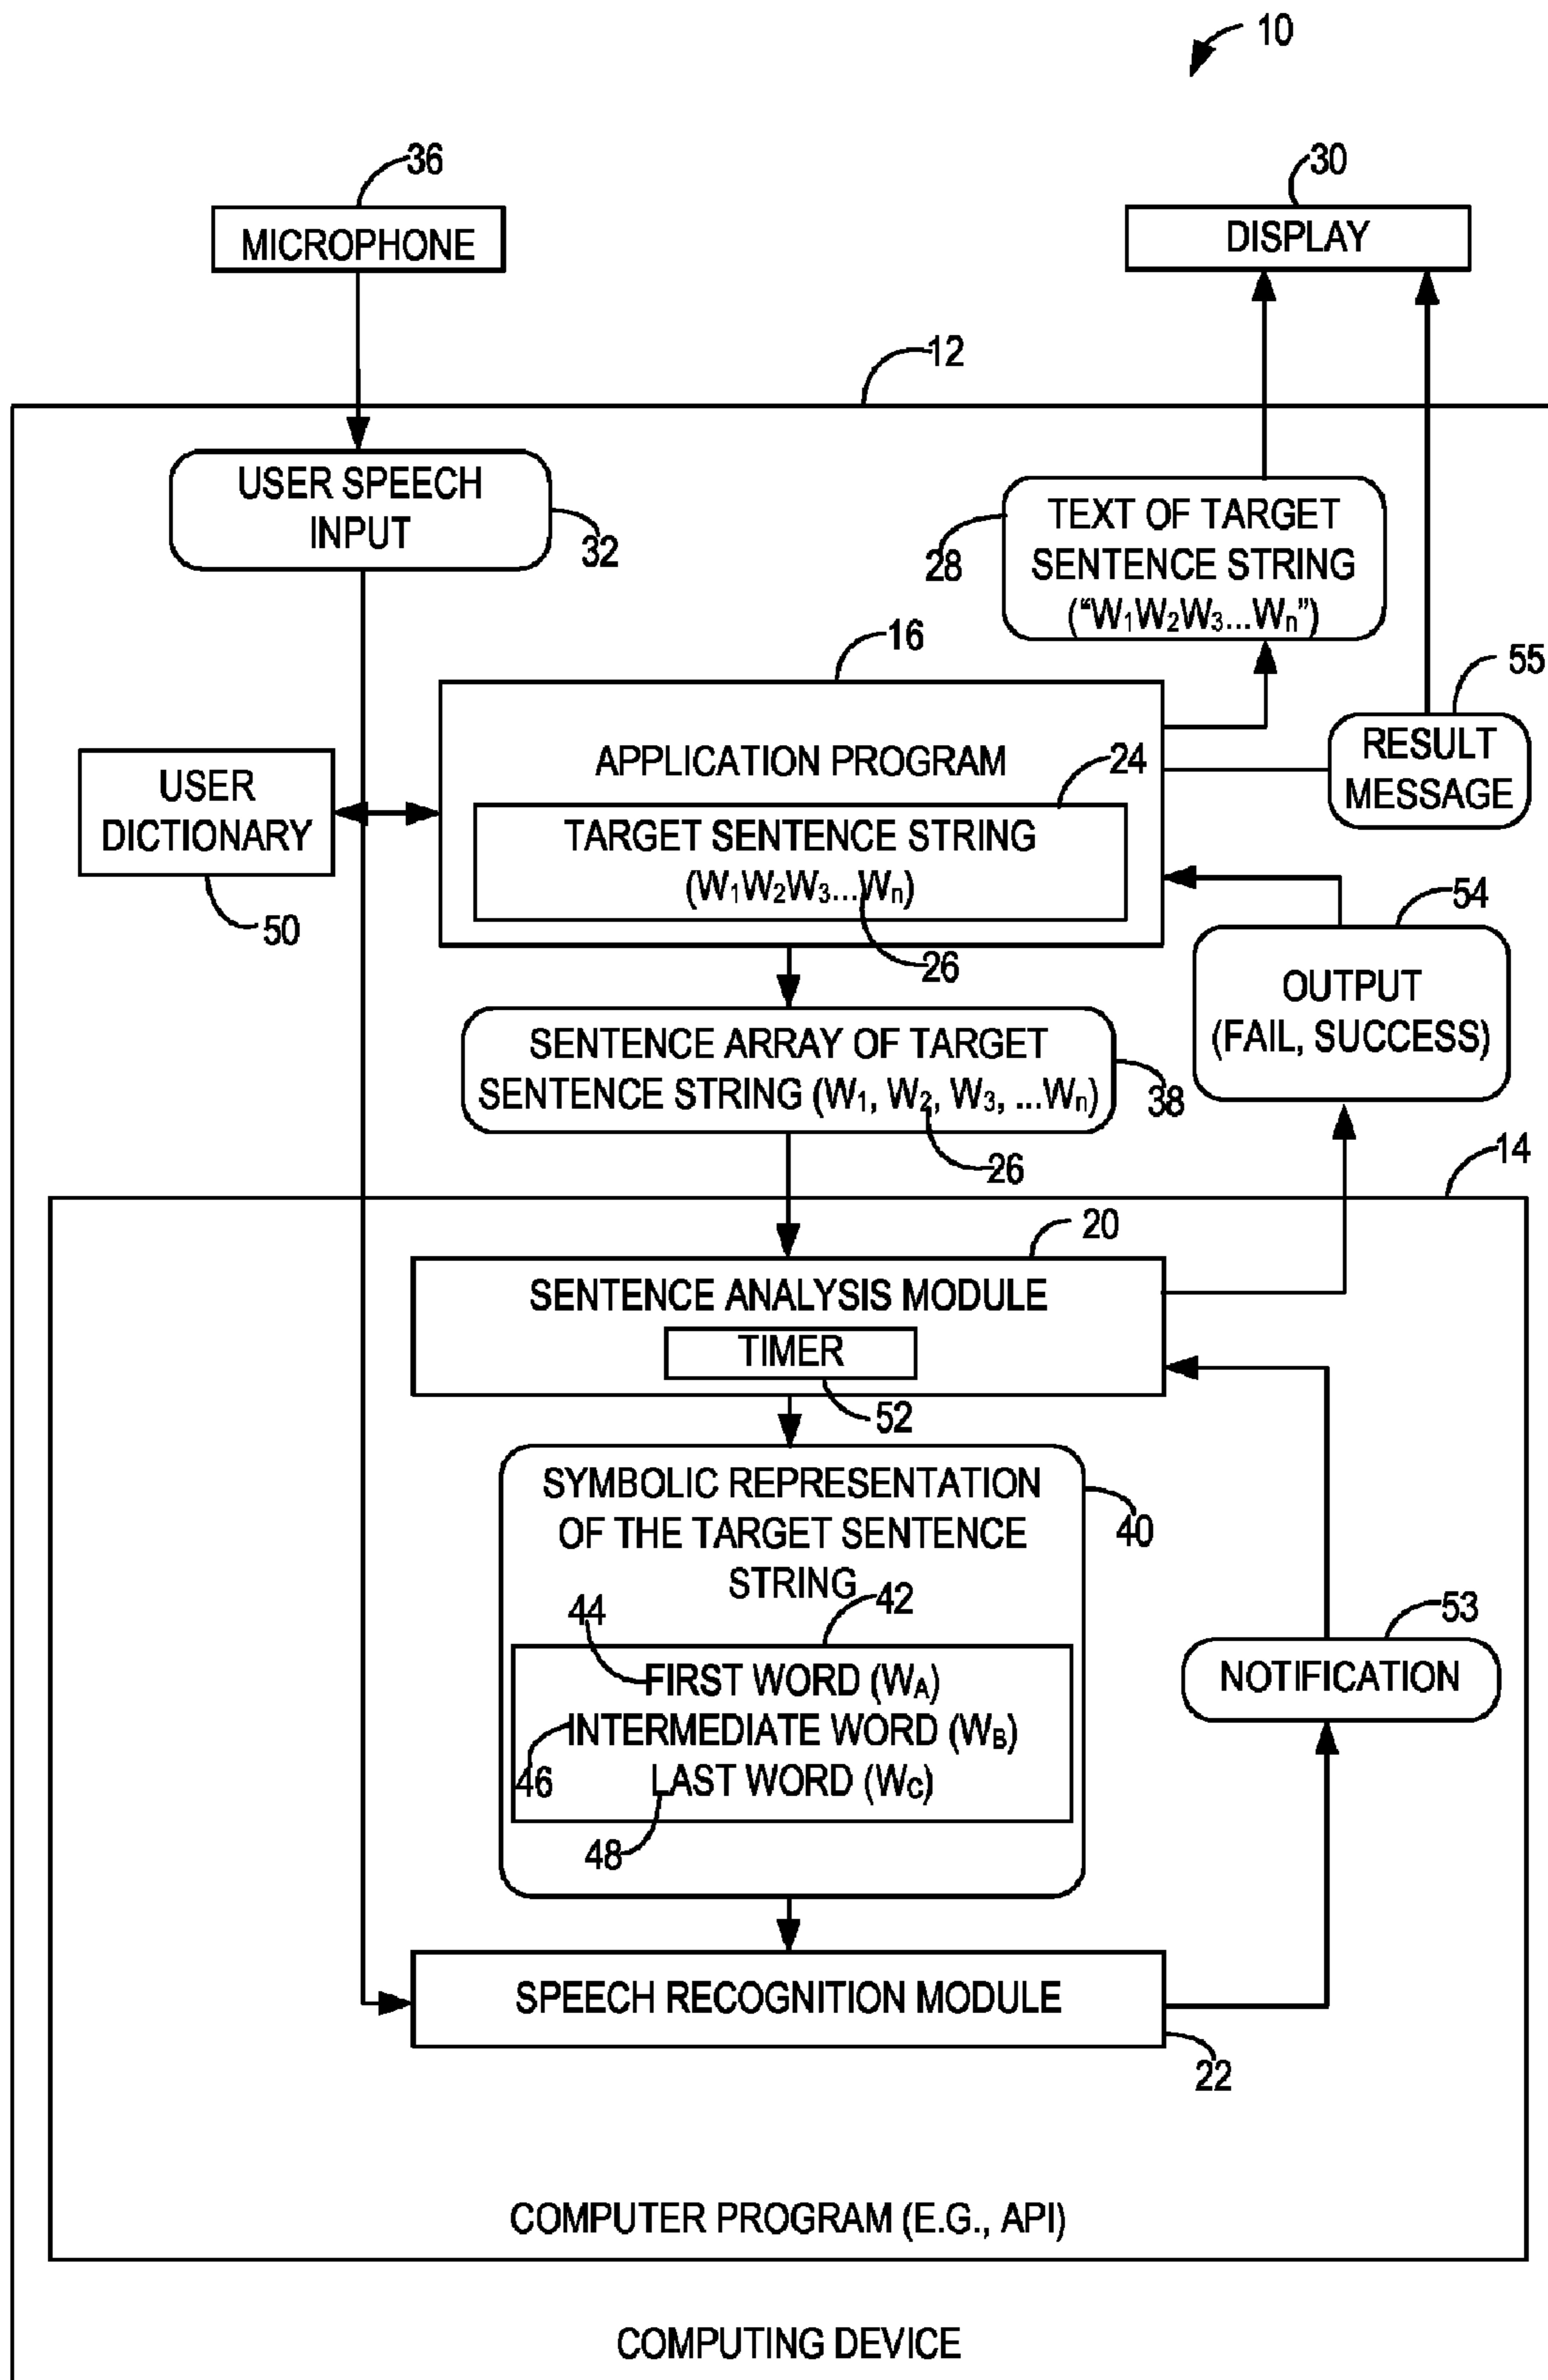 10
36
30
MICROPHONE
DISPLAY
12
USER SPEECH
INPUT
32
28
TEXT OF TARGET
SENTENCE STRING
(“W₁W₂W₃...Wₙ”)
16
55
RESULT
MESSAGE
APPLICATION PROGRAM
24
USER
DICTIONARY
50
TARGET SENTENCE STRING
(W₁W₂W₃...Wₙ)
26
54
OUTPUT
(FAIL, SUCCESS)
SENTENCE ARRAY OF TARGET
SENTENCE STRING (W₁, W₂, W₃, ...Wₙ)
38
26
14
20
SENTENCE ANALYSIS MODULE
TIMER
52
SYMBOLIC REPRESENTATION
OF THE TARGET SENTENCE
STRING
40
44
42
53
FIRST WORD (W_A)
INTERMEDIATE WORD (W_B)
LAST WORD (W_C)
46
48
NOTIFICATION
SPEECH RECOGNITION MODULE
22
COMPUTER PROGRAM (E.G., API)
COMPUTING DEVICE